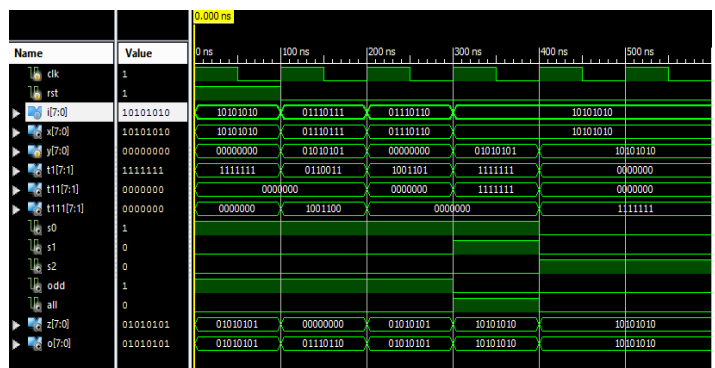 0.000 ns
Name Value 0 ns 100 ns 200 ns 300 ns 400 ns 500 ns
clk 1
rst 1
i[7:0] 10101010 10101010 01110111 01110110 10101010
x[7:0] 10101010 10101010 01110111 01110110 10101010
y[7:0] 00000000 00000000 01010101 00000000 01010101 10101010
t1[7:1] 1111111 1111111 0110011 1001101 1111111 0000000
t11[7:1] 0000000 0000000 0000000 1111111 0000000
t111[7:1] 0000000 0000000 1001100 0000000 1111111
s0 1
s1 0
s2 0
odd 1
all 0
z[7:0] 01010101 01010101 00000000 01010101 10101010 10101010
o[7:0] 01010101 01010101 01110110 01010101 10101010 10101010